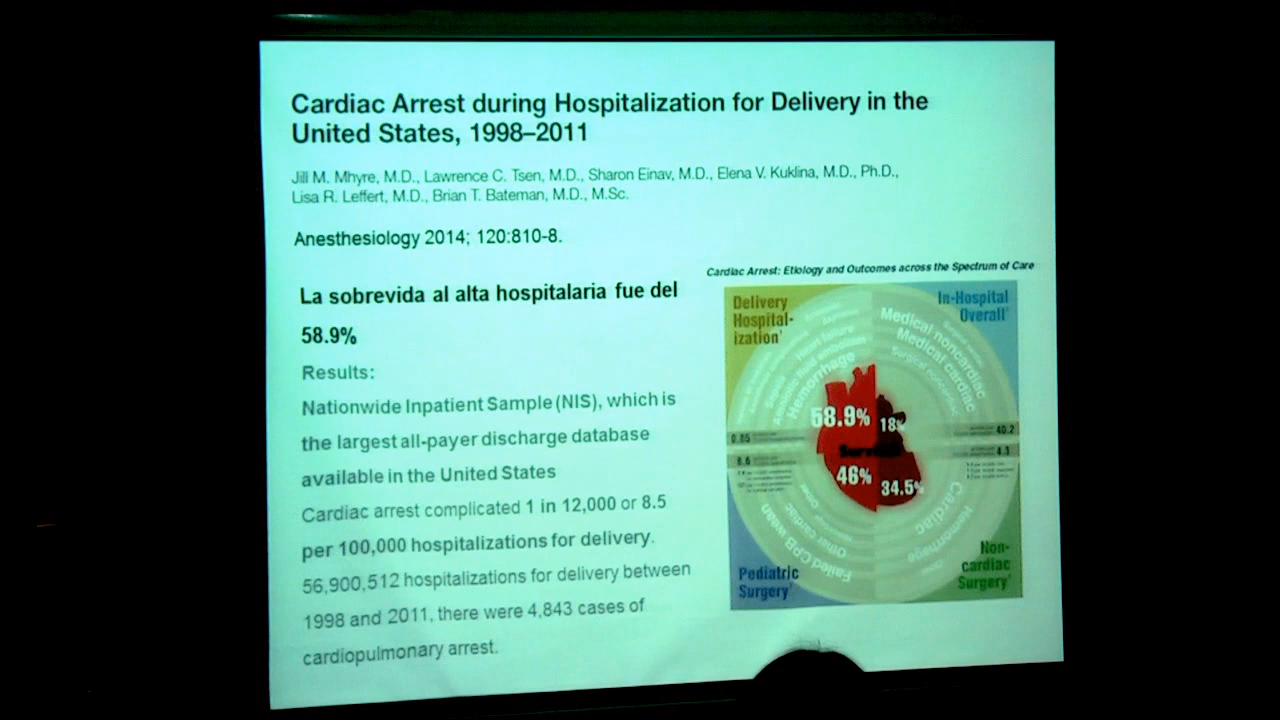 Cardiac Arrest during Hospitalization for Delivery in the
United States, 1998–2011
Jill M. Mhyre, M.D., Lawrence C. Tsen, M.D., Sharon Einav, M.D., Elena V. Kuklina, M.D., Ph.D.,
Lisa R. Leffert, M.D., Brian T. Bateman, M.D., M.Sc.
Anesthesiology 2014; 120:810-8.
La sobrevida al alta hospitalaria fue del
58.9%
Results:
Nationwide Inpatient Sample (NIS), which is
the largest all-payer discharge database
available in the United States
Cardiac arrest complicated 1 in 12,000 or 8.5
per 100,000 hospitalizations for delivery.
56,900,512 hospitalizations for delivery between
1998 and 2011, there were 4,843 cases of
cardiopulmonary arrest.
Cardiac Arrest: Etiology and Outcomes across the Spectrum of Care
Delivery
Hospital-
ization
In-Hospital
Overall
Heart failure
Hemorrhage
Medical noncardiac
Medical cardiac
58.9%
18%
46%
34.5%
40.2
4.3
Failed CPB wean
Other cardiac
Cardiac
Hemorrhage
Pediatric
Surgery
Non-
cardiac
Surgery